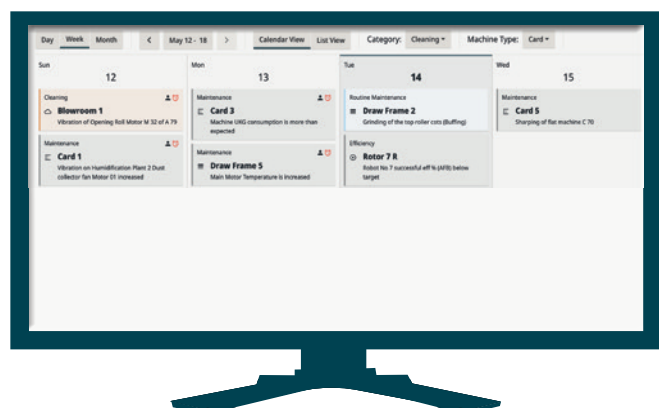 Day Week Month < May 12 - 18 > Calendar View List View Category: Cleaning Machine Type: Card
Sun
12
Mon
13
Tue
14
Wed
15
Cleaning
Blowroom 1
Vibration of Opening Roll Motor M 32 of A 79
Maintenance
Card 1
Vibration on Humidification Plant 2 Dust
collector fan Motor 01 increased
Maintenance
Card 3
Machine UKG consumption is more than
expected
Maintenance
Draw Frame 5
Main Motor Temperature is increased
Routine Maintenance
Draw Frame 2
Grinding of the top roller cots (Buffing)
Efficiency
Rotor 7 R
Robot No.7 successful eff % (AFB) below
target
Maintenance
Card 5
Sharping of flat machine C 70